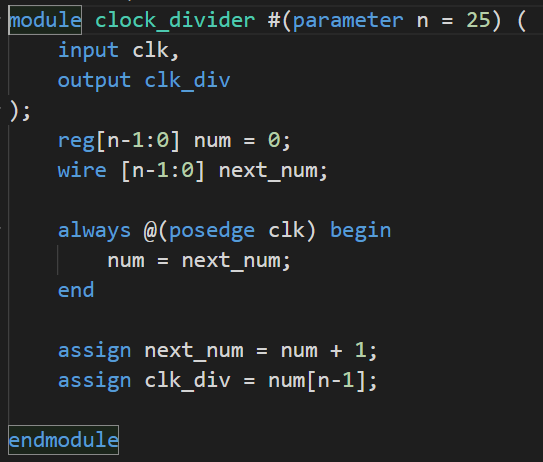 module clock_divider #(parameter n = 25) (
    input clk,
    output clk_div
);
    reg[n-1:0] num = 0;
    wire [n-1:0] next_num;

    always @(posedge clk) begin
        num = next_num;
    end

    assign next_num = num + 1;
    assign clk_div = num[n-1];

endmodule